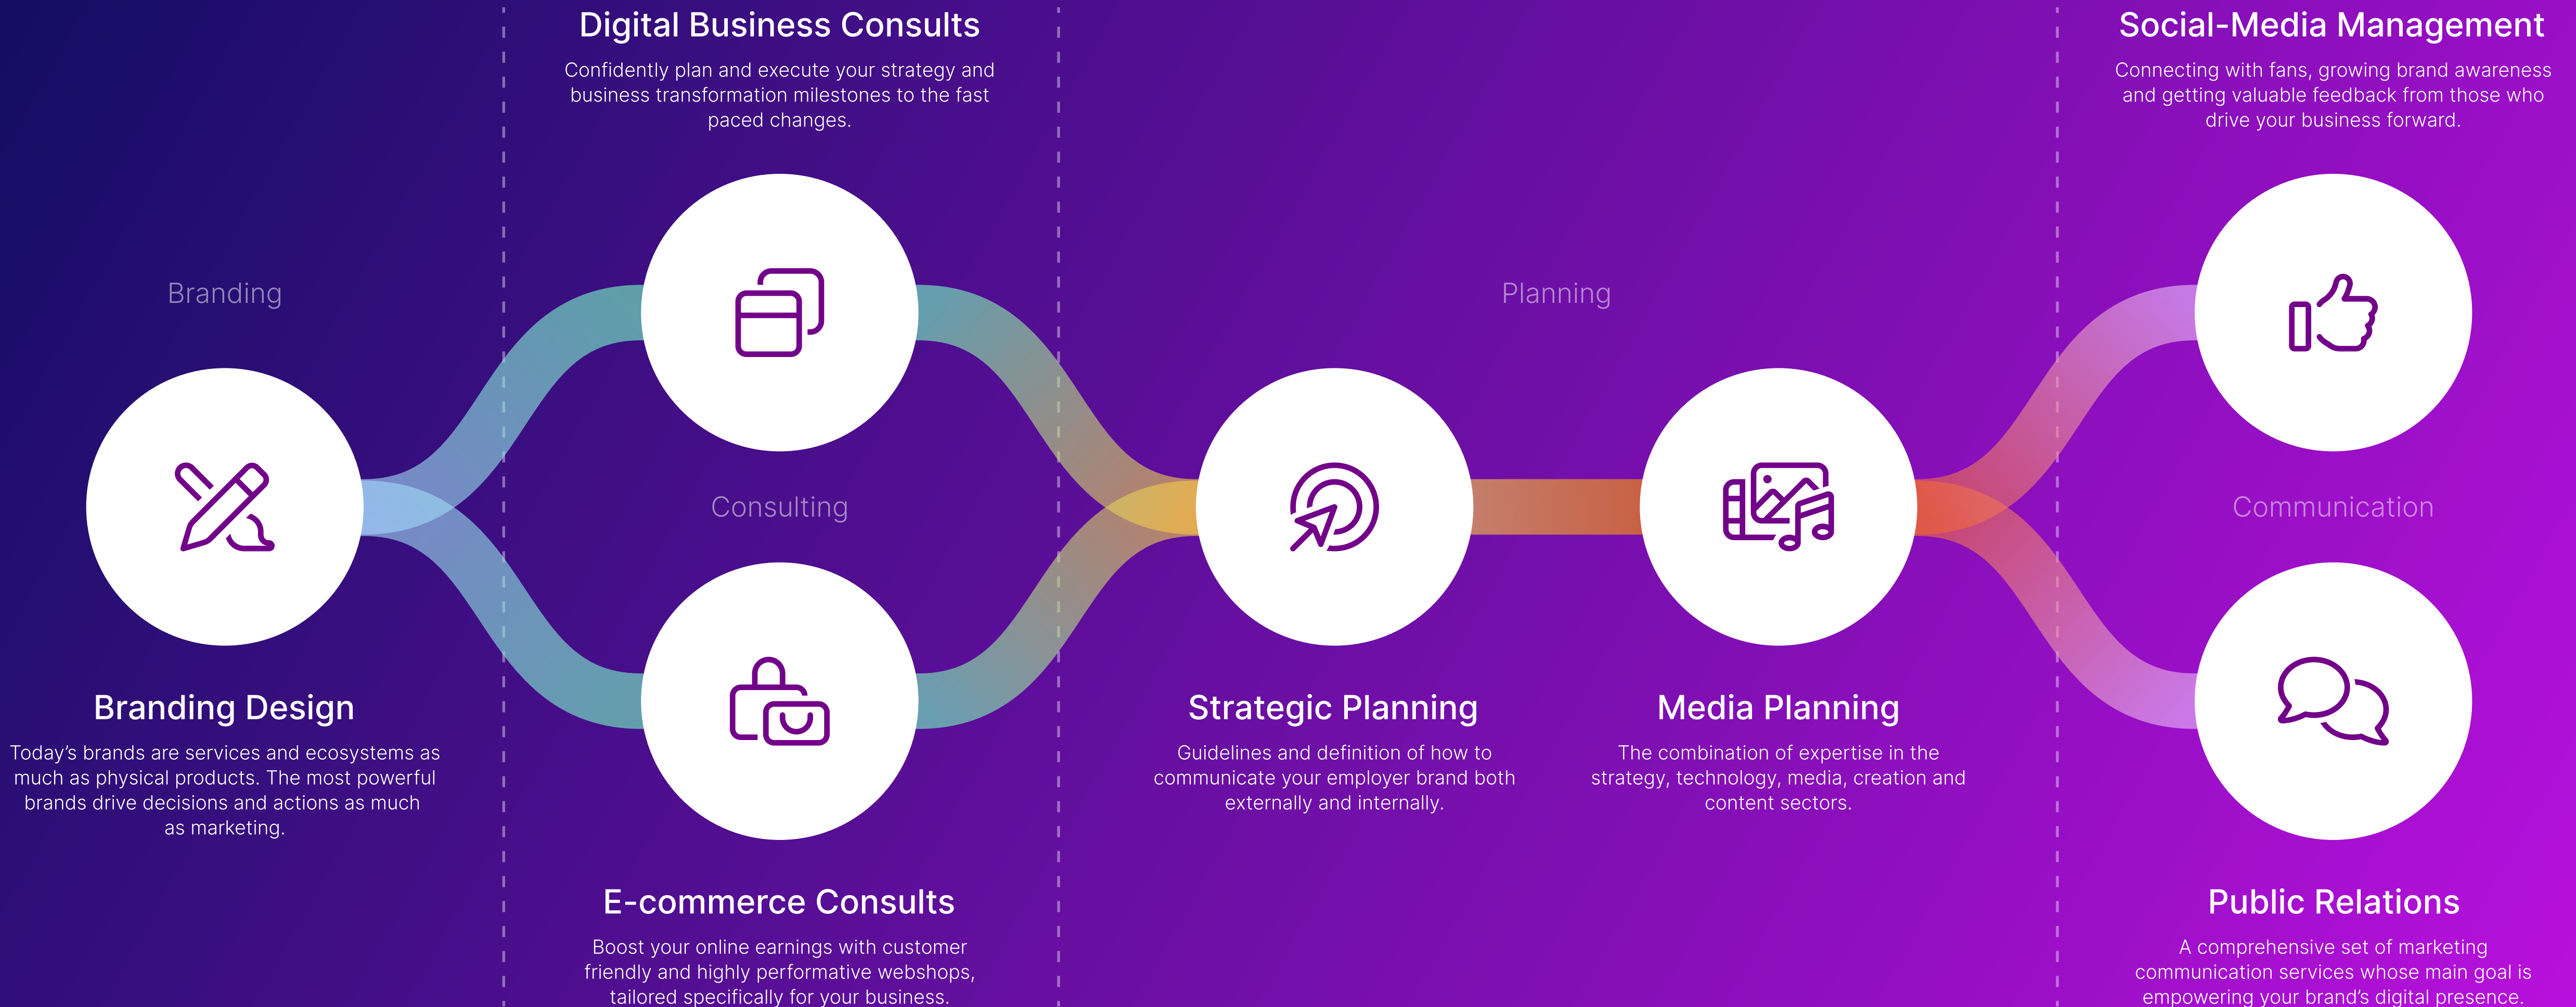 Branding
Branding Design
Today’s brands are services and ecosystems as
much as physical products. The most powerful
brands drive decisions and actions as much
as marketing.
Digital Business Consults
Confidently plan and execute your strategy and
business transformation milestones to the fast
paced changes.
Consulting
E-commerce Consults
Boost your online earnings with customer
friendly and highly performative webshops,
tailored specifically for your business.
Planning
Strategic Planning
Guidelines and definition of how to
communicate your employer brand both
externally and internally.
Media Planning
The combination of expertise in the
strategy, technology, media, creation and
content sectors.
Social-Media Management
Connecting with fans, growing brand awareness
and getting valuable feedback from those who
drive your business forward.
Communication
Public Relations
A comprehensive set of marketing
communication services whose main goal is
empowering your brand’s digital presence.